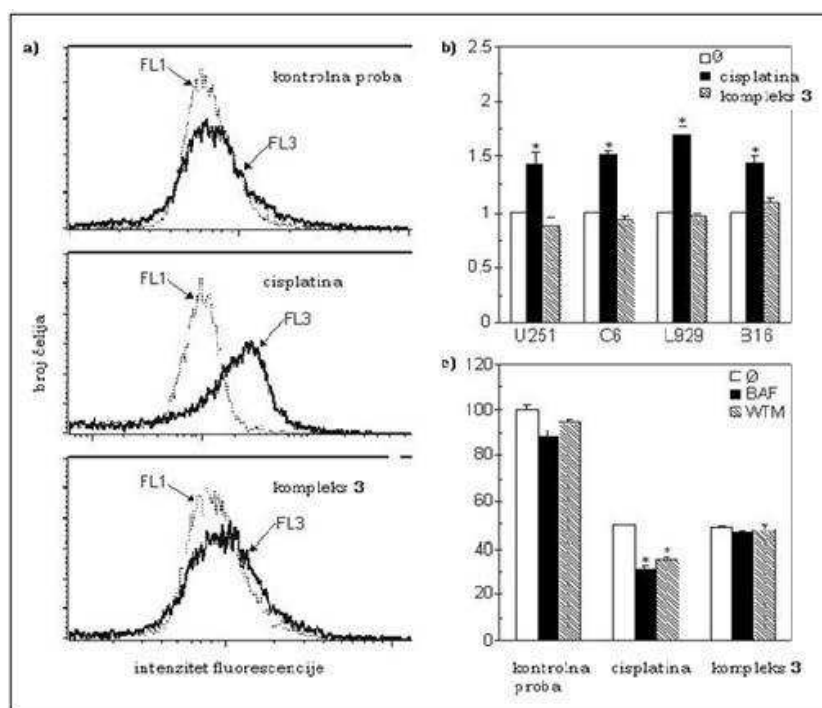 a)
FL1
kontrolna proba
FL3
FL1
cisplatina
FL3
broj ćelija
FL1
kompleks 3
FL3
intenzitet fluorescencije
b)
2.5
2
1.5
1
0.5
0
Ø
cisplatina
kompleks 3
*
*
*
*
U251
C6
L929
B16
c)
120
100
80
60
40
20
0
Ø
BAF
WTM
*
*
kontrolna proba
cisplatina
kompleks 3